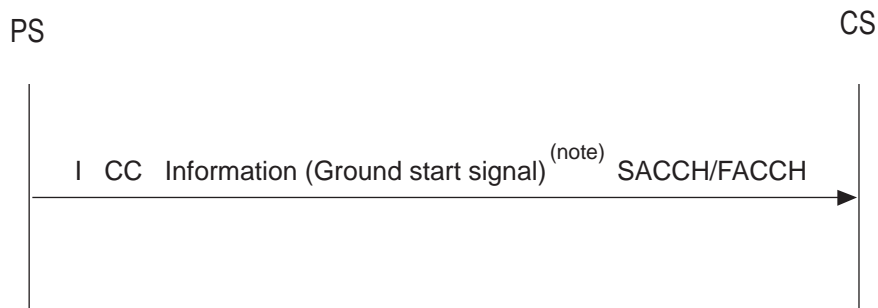 PS
CS
I CC Information (Ground start signal) (note) SACCH/FACCH